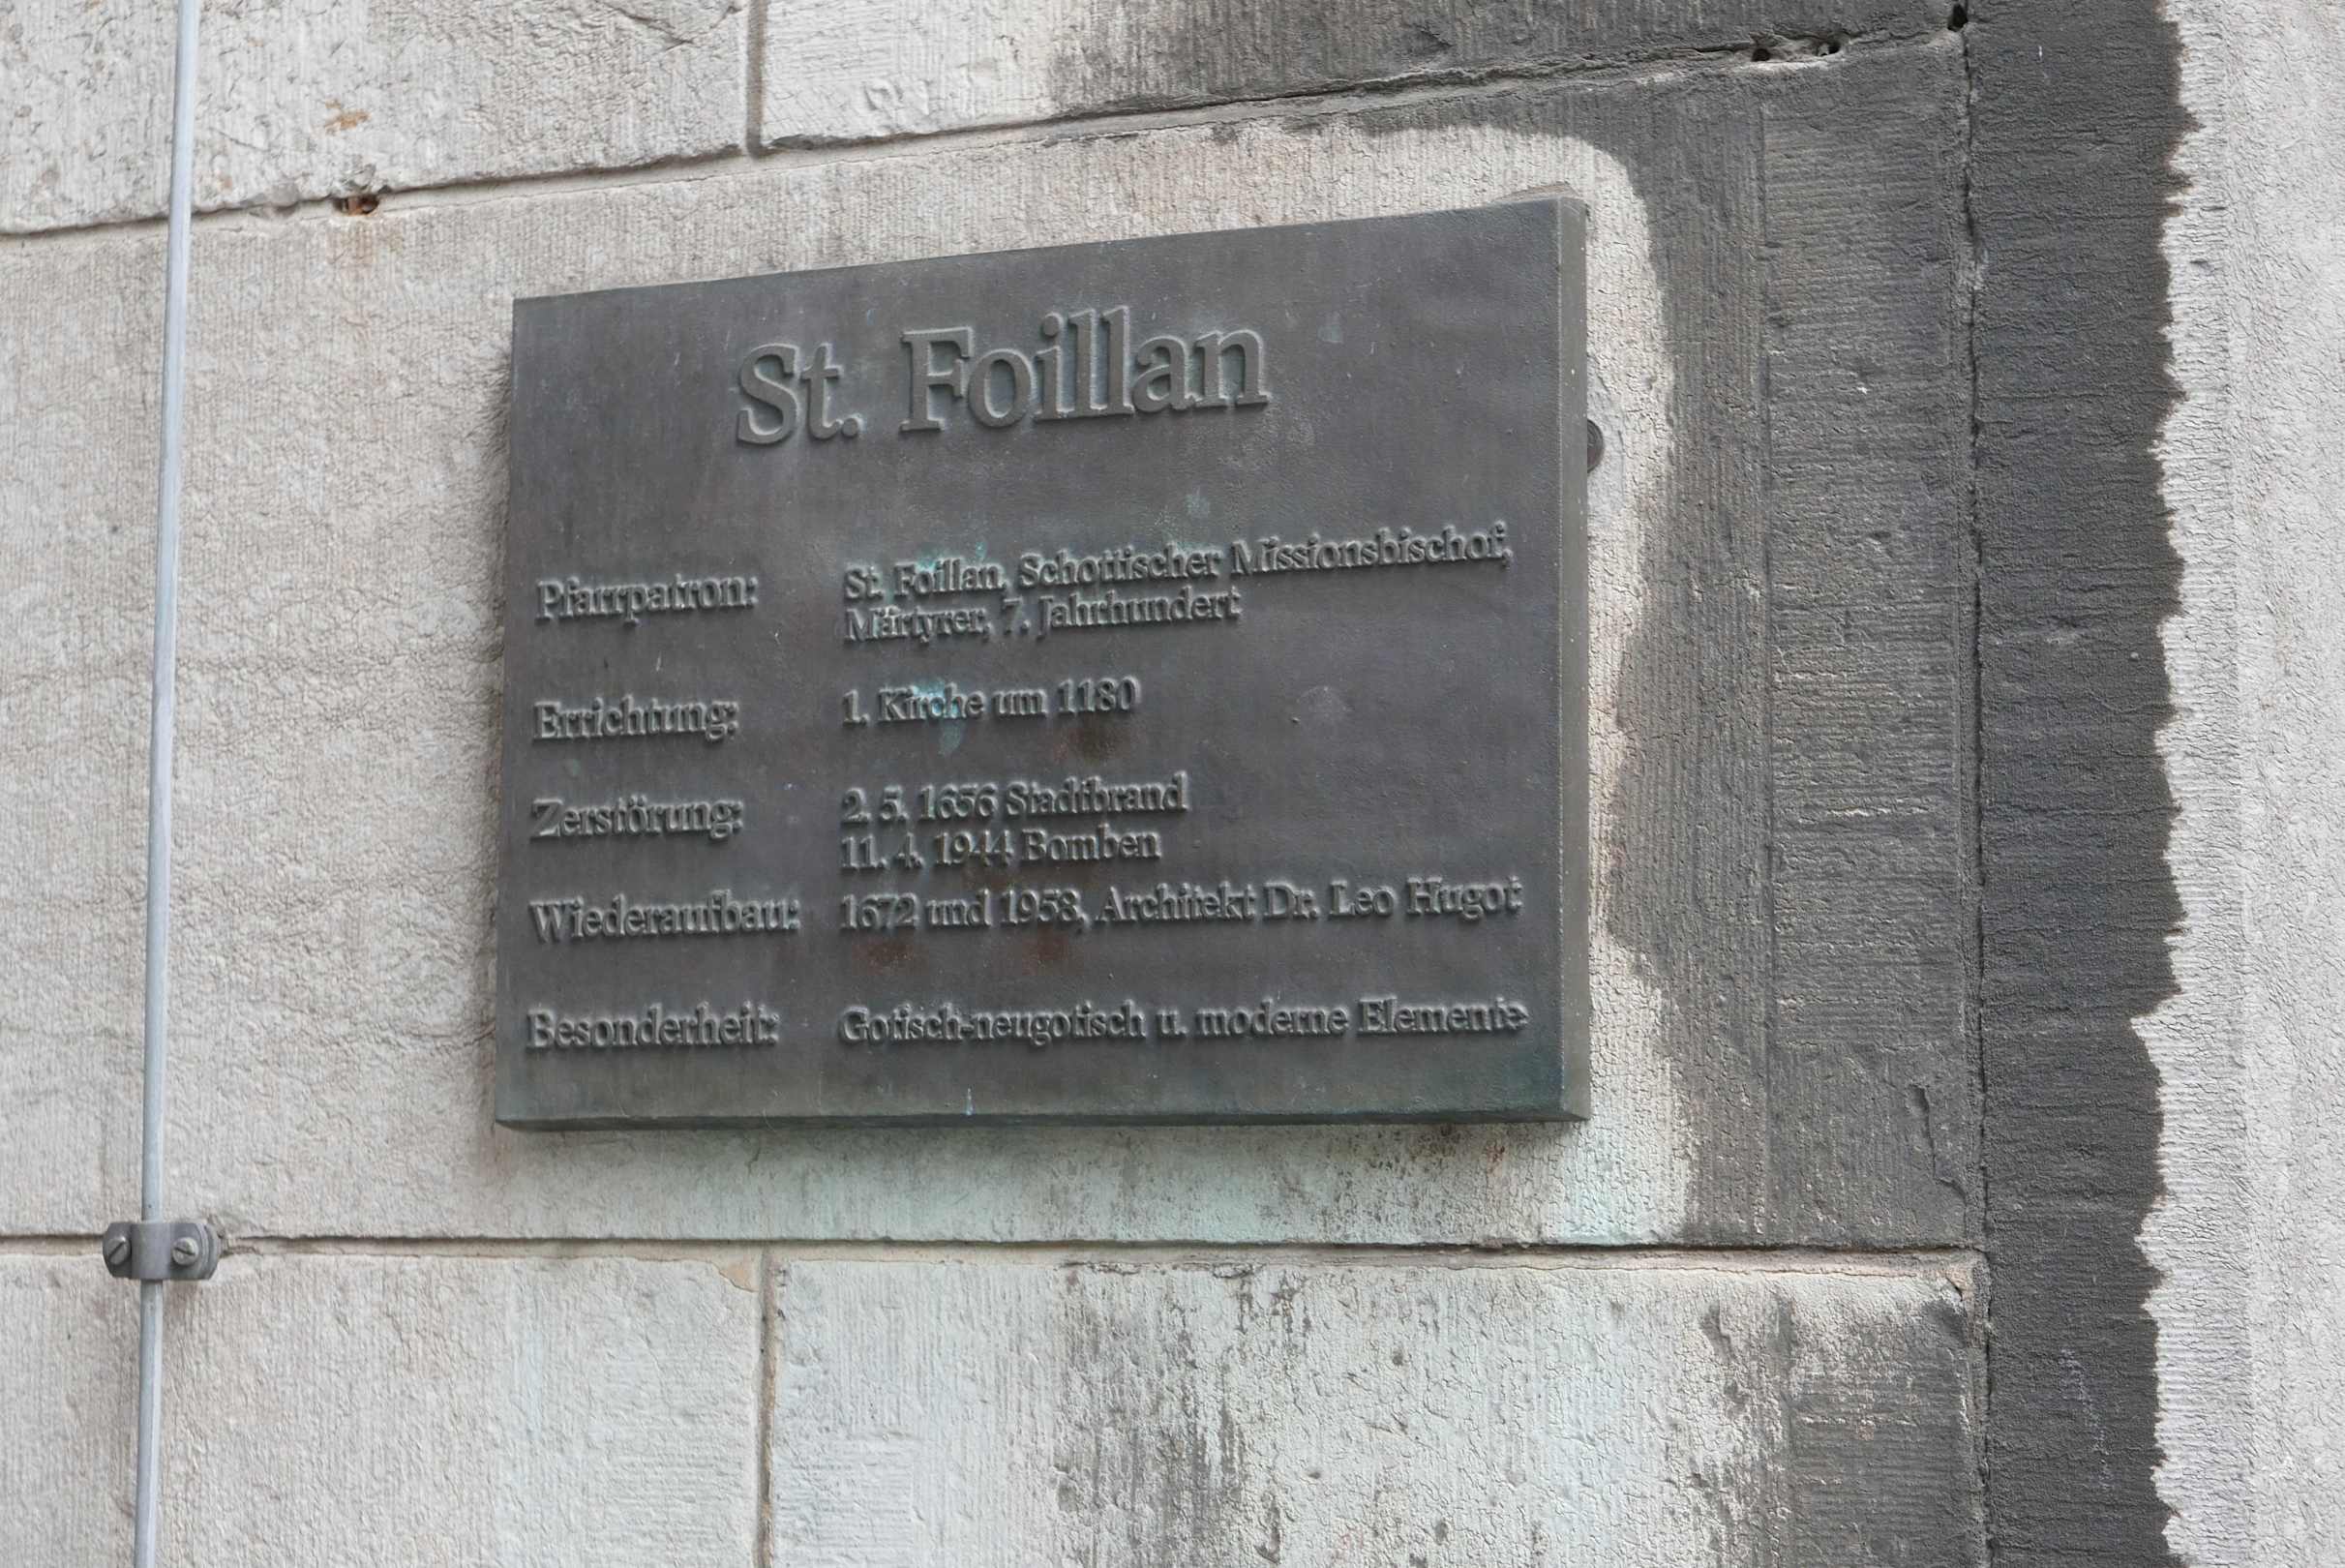 St. Foillan
Pfarrpatron: St. Foillan, Schottischer Missionsbischof,
Märtyrer, 7. Jahrhundert
Errichtung: 1. Kirche um 1180
Zerstörung: 2. 5. 1656 Stadtbrand
11. 4. 1944 Bomben
Wiederaufbau: 1672 und 1958, Architekt Dr. Leo Hugot
Besonderheit: Gotisch-neugotisch u. moderne Elemente